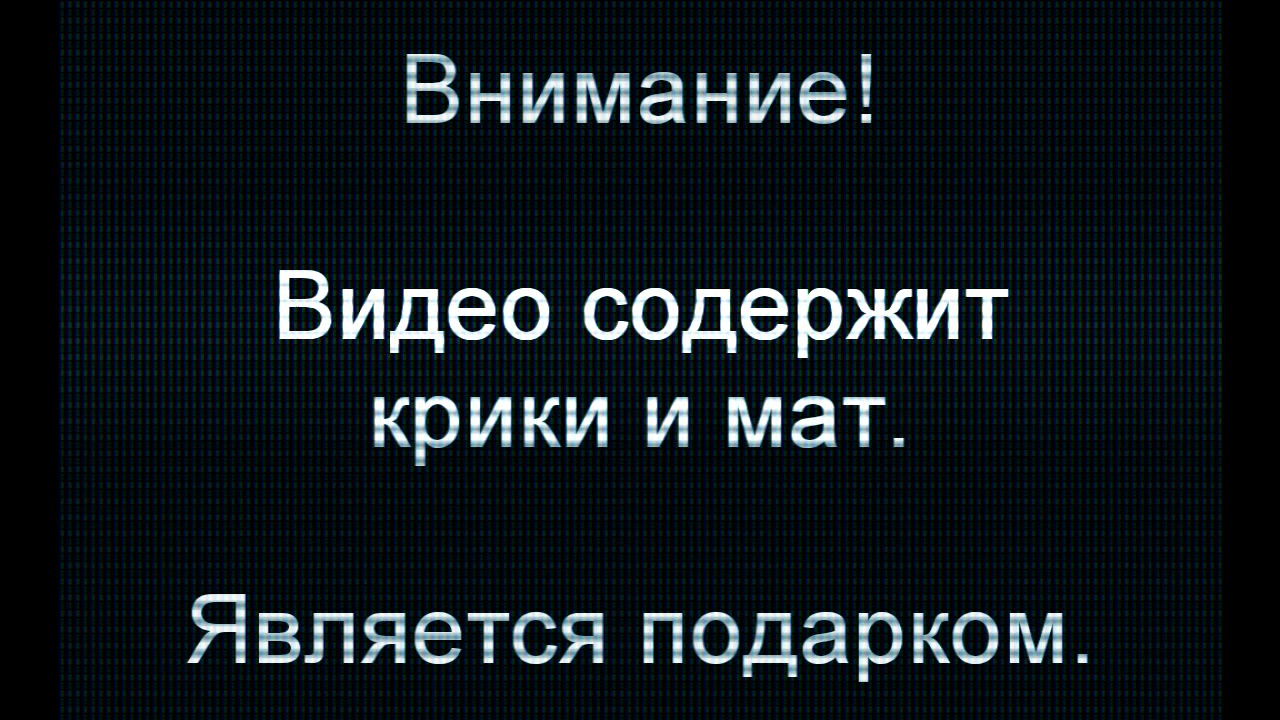 Внимание!
Видео содержит
крики и мат.
Является подарком.